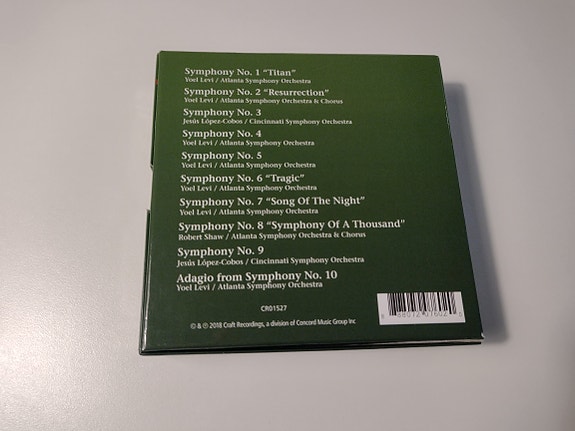 Symphony No. 1 “Titan”
Yoel Levi / Atlanta Symphony Orchestra
Symphony No. 2 “Resurrection”
Yoel Levi / Atlanta Symphony Orchestra & Chorus
Symphony No. 3
Jesús López-Cobos / Cincinnati Symphony Orchestra
Symphony No. 4
Yoel Levi / Atlanta Symphony Orchestra
Symphony No. 5
Yoel Levi / Atlanta Symphony Orchestra
Symphony No. 6 “Tragic”
Yoel Levi / Atlanta Symphony Orchestra
Symphony No. 7 “Song Of The Night”
Yoel Levi / Atlanta Symphony Orchestra
Symphony No. 8 “Symphony Of A Thousand”
Robert Shaw / Atlanta Symphony Orchestra & Chorus
Symphony No. 9
Jesús López-Cobos / Cincinnati Symphony Orchestra
Adagio from Symphony No. 10
Yoel Levi / Atlanta Symphony Orchestra
CR01527
© & ℗ 2018 Craft Recordings, a division of Concord Music Group Inc